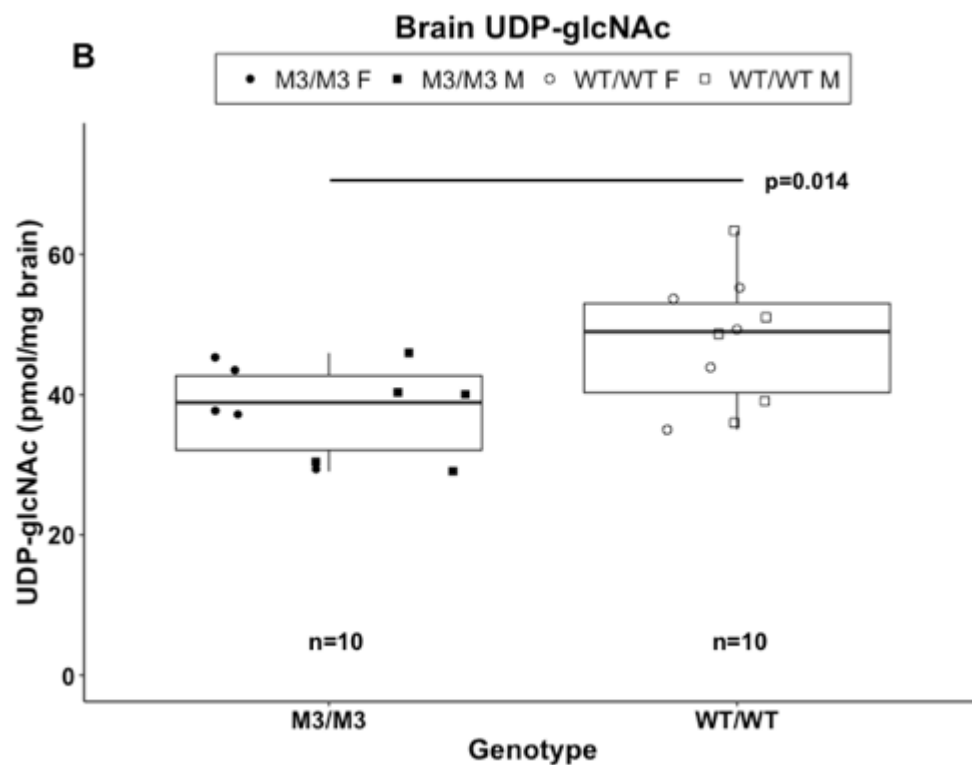 Brain UDP-glcNAc
B
M3/M3 F M3/M3 M WT/WT F WT/WT M
p=0.014
UDP-glcNAc (pmol/mg brain)
60
40
20
0
n=10 n=10
M3/M3 WT/WT
Genotype